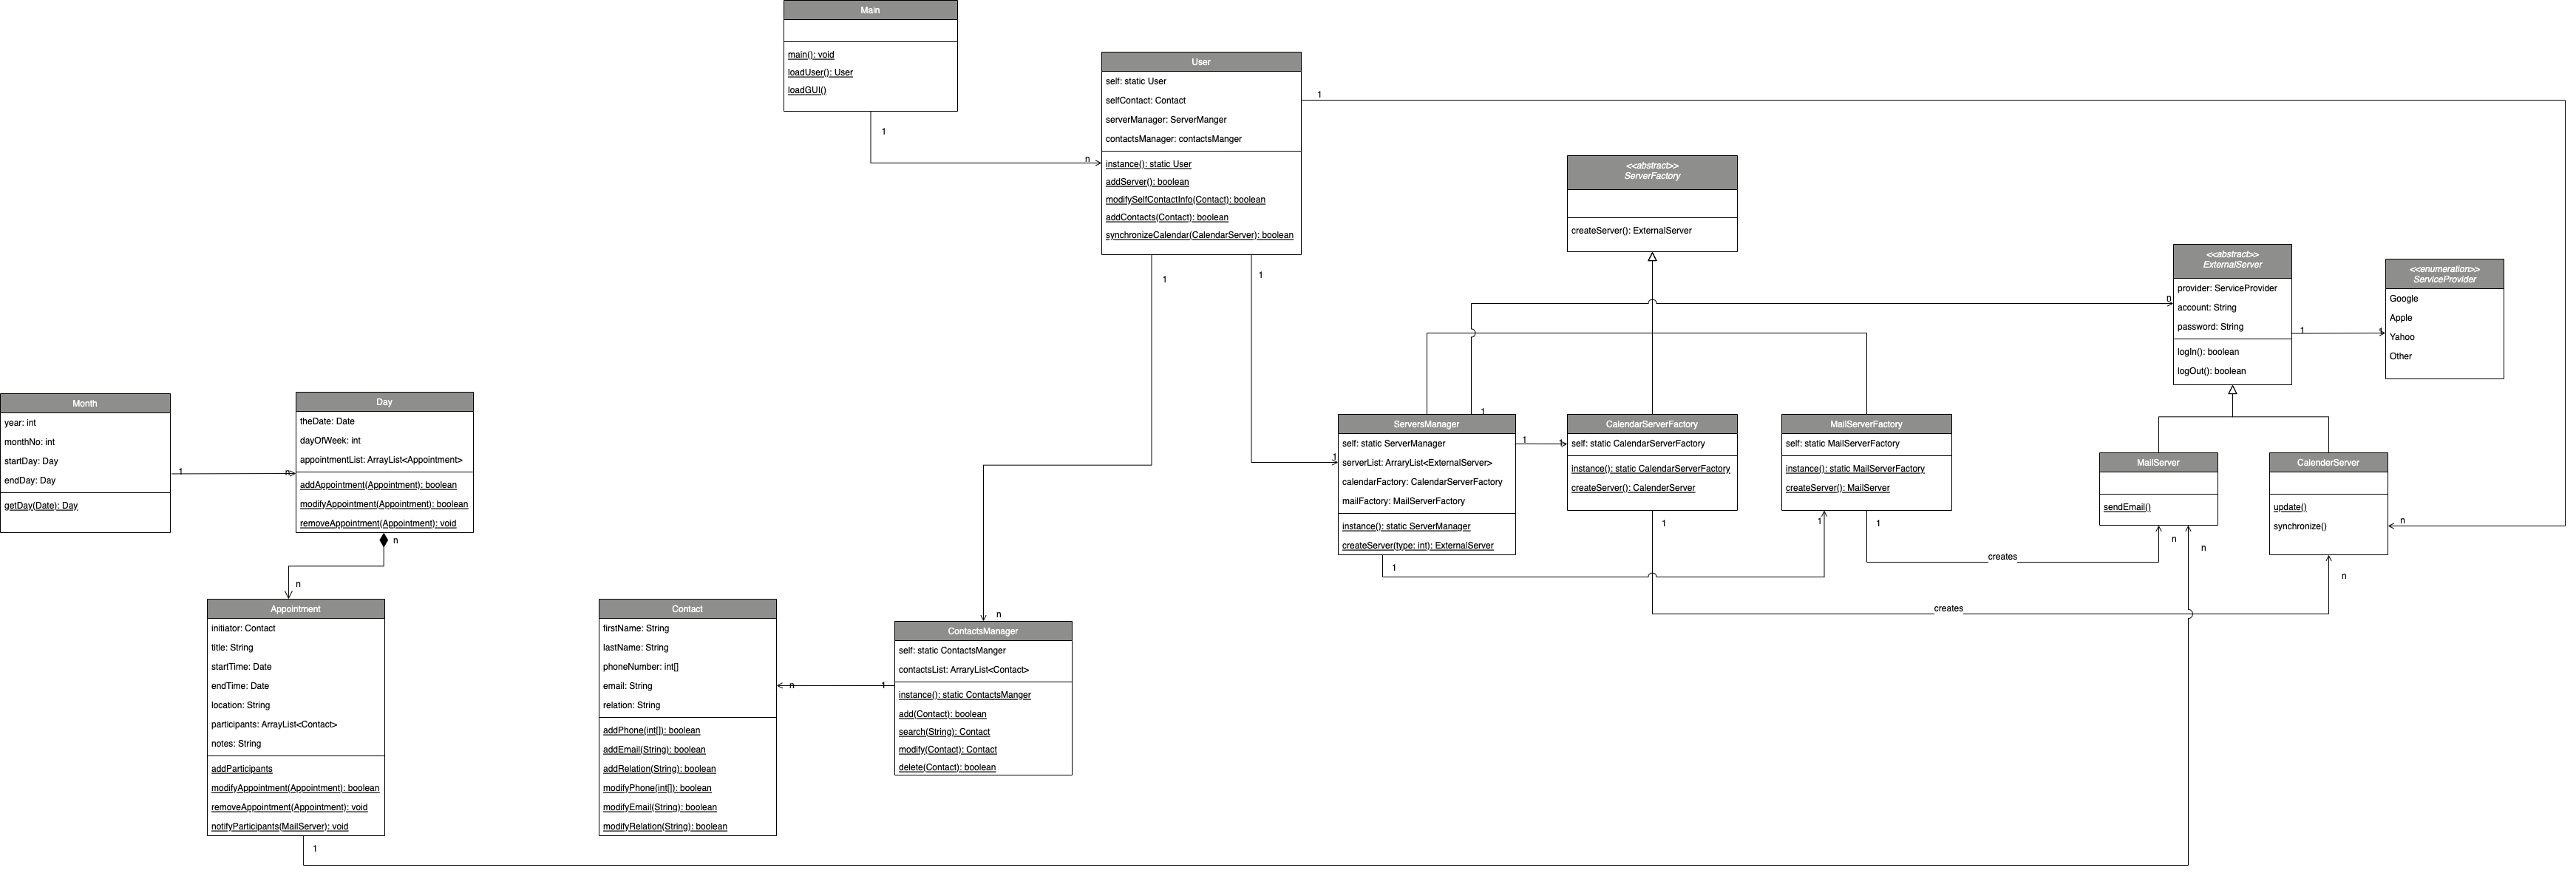 Main
main(): void
loadUser(): User
loadGUI()
1
n
User
self: static User
selfContact: Contact
serverManager: ServerManger
contactsManager: contactsManger
instance(): static User
addServer(): boolean
modifySelfContactInfo(Contact): boolean
addContacts(Contact): boolean
synchronizeCalendar(CalendarServer): boolean
1
1
1
<<abstract>>
ServerFactory
createServer(): ExternalServer
<<abstract>>
ExternalServer
provider: ServiceProvider
account: String
password: String
logIn(): boolean
logOut(): boolean
n
1
1
<<enumeration>>
ServiceProvider
Google
Apple
Yahoo
Other
Month
year: int
monthNo: int
startDay: Day
endDay: Day
getDay(Date): Day
1
n
Day
theDate: Date
dayOfWeek: int
appointmentList: ArrayList<Appointment>
addAppointment(Appointment): boolean
modifyAppointment(Appointment): boolean
removeAppointment(Appointment): void
n
n
1
ServersManager
self: static ServerManager
serverList: ArrayList<ExternalServer>
calendarFactory: CalendarServerFactory
mailFactory: MailServerFactory
instance(): static ServerManager
createServer(type: int): ExternalServer
1
1
1
1
CalendarServerFactory
self: static CalendarServerFactory
instance(): static CalendarServerFactory
createServer(): CalenderServer
1
MailServerFactory
self: static MailServerFactory
instance(): static MailServerFactory
createServer(): MailServer
1
1
MailServer
sendEmail()
n
n
CalenderServer
update()
synchronize()
n
n
creates
creates
Appointment
initiator: Contact
title: String
startTime: Date
endTime: Date
location: String
participants: ArrayList<Contact>
notes: String
addParticipants
modifyAppointment(Appointment): boolean
removeAppointment(Appointment): void
notifyParticipants(MailServer): void
1
Contact
firstName: String
lastName: String
phoneNumber: int[]
email: String
relation: String
addPhone(int[]): boolean
addEmail(String): boolean
addRelation(String): boolean
modifyPhone(int[]): boolean
modifyEmail(String): boolean
modifyRelation(String): boolean
n
1
n
ContactsManager
self: static ContactsManger
contactsList: ArraryList<Contact>
instance(): static ContactsManger
add(Contact): boolean
search(String): Contact
modify(Contact): Contact
delete(Contact): boolean